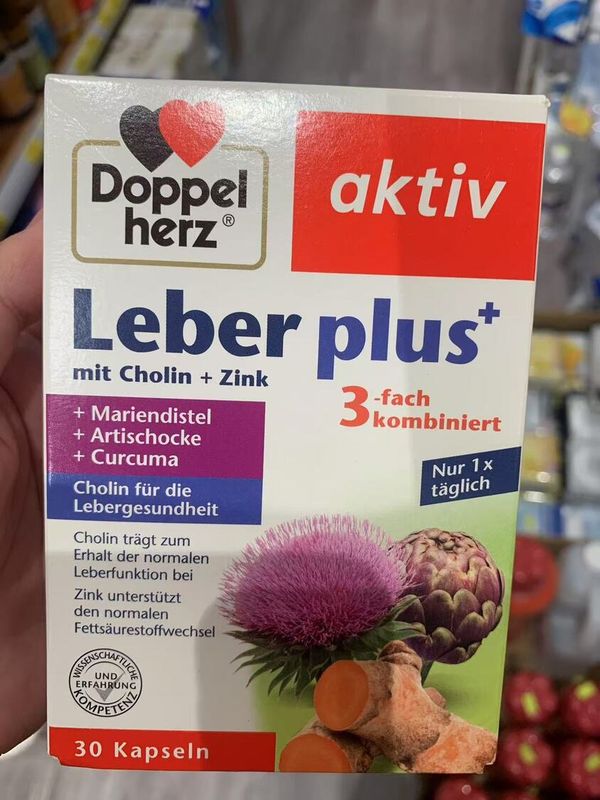 Doppel
herz®
aktiv
Leber plus+
mit Cholin + Zink
3-fach
kombiniert
+ Mariendistel
+ Artischocke
+ Curcuma
Nur 1x
täglich
Cholin für die
Lebergesundheit
Cholin trägt zum
Erhalt der normalen
Leberfunktion bei
Zink unterstützt
den normalen
Fettsäurestoffwechsel
WISSENSCHAFTLICHE
UND
ERFAHRUNG
KOMPETENZ
30 Kapseln